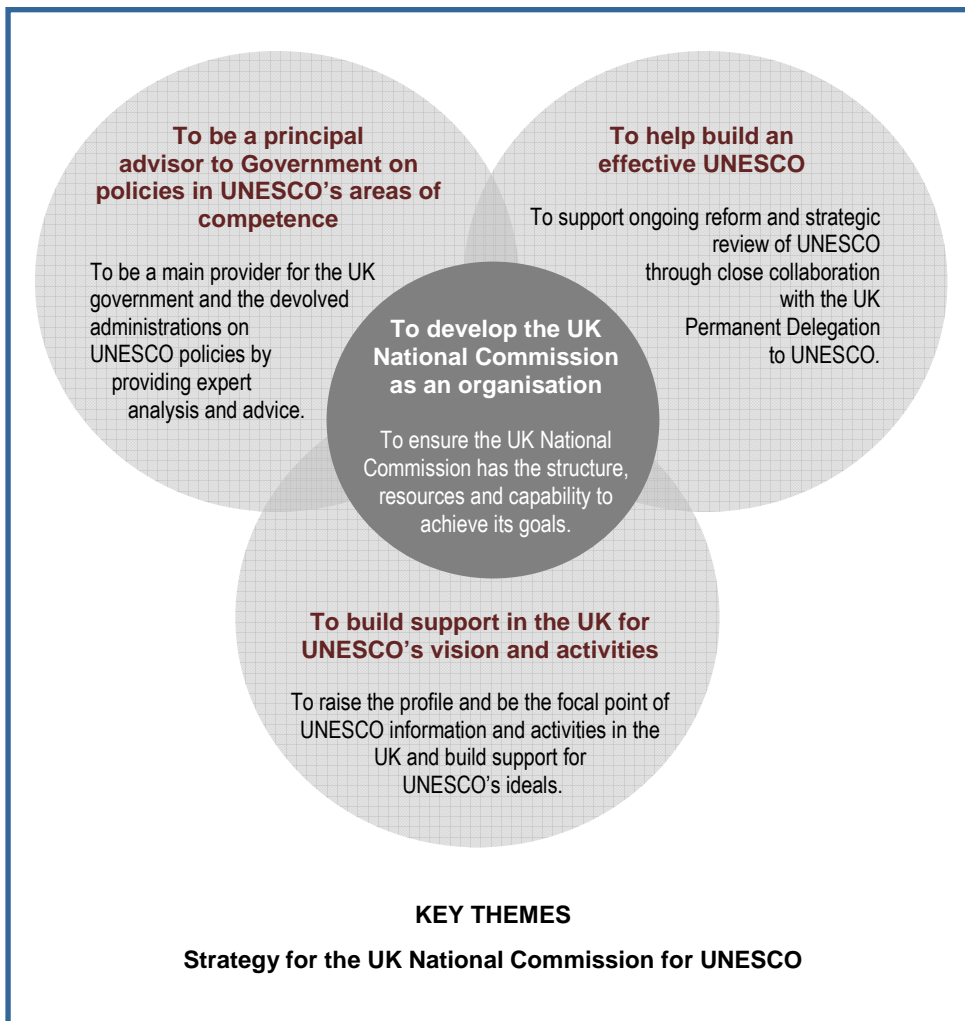 To be a principal
advisor to Government on
policies in UNESCO’s areas of
competence
To be a main provider for the UK
government and the devolved
administrations on
UNESCO policies by
providing expert
analysis and advice.
To help build an
effective UNESCO
To support ongoing reform and strategic
review of UNESCO
through close collaboration
with the UK
Permanent Delegation
to UNESCO.
To develop the UK
National Commission
as an organisation
To ensure the UK National
Commission has the structure,
resources and capability to
achieve its goals.
To build support in the UK for
UNESCO’s vision and activities
To raise the profile and be the focal point of
UNESCO information and activities in the
UK and build support for
UNESCO’s ideals.
KEY THEMES
Strategy for the UK National Commission for UNESCO